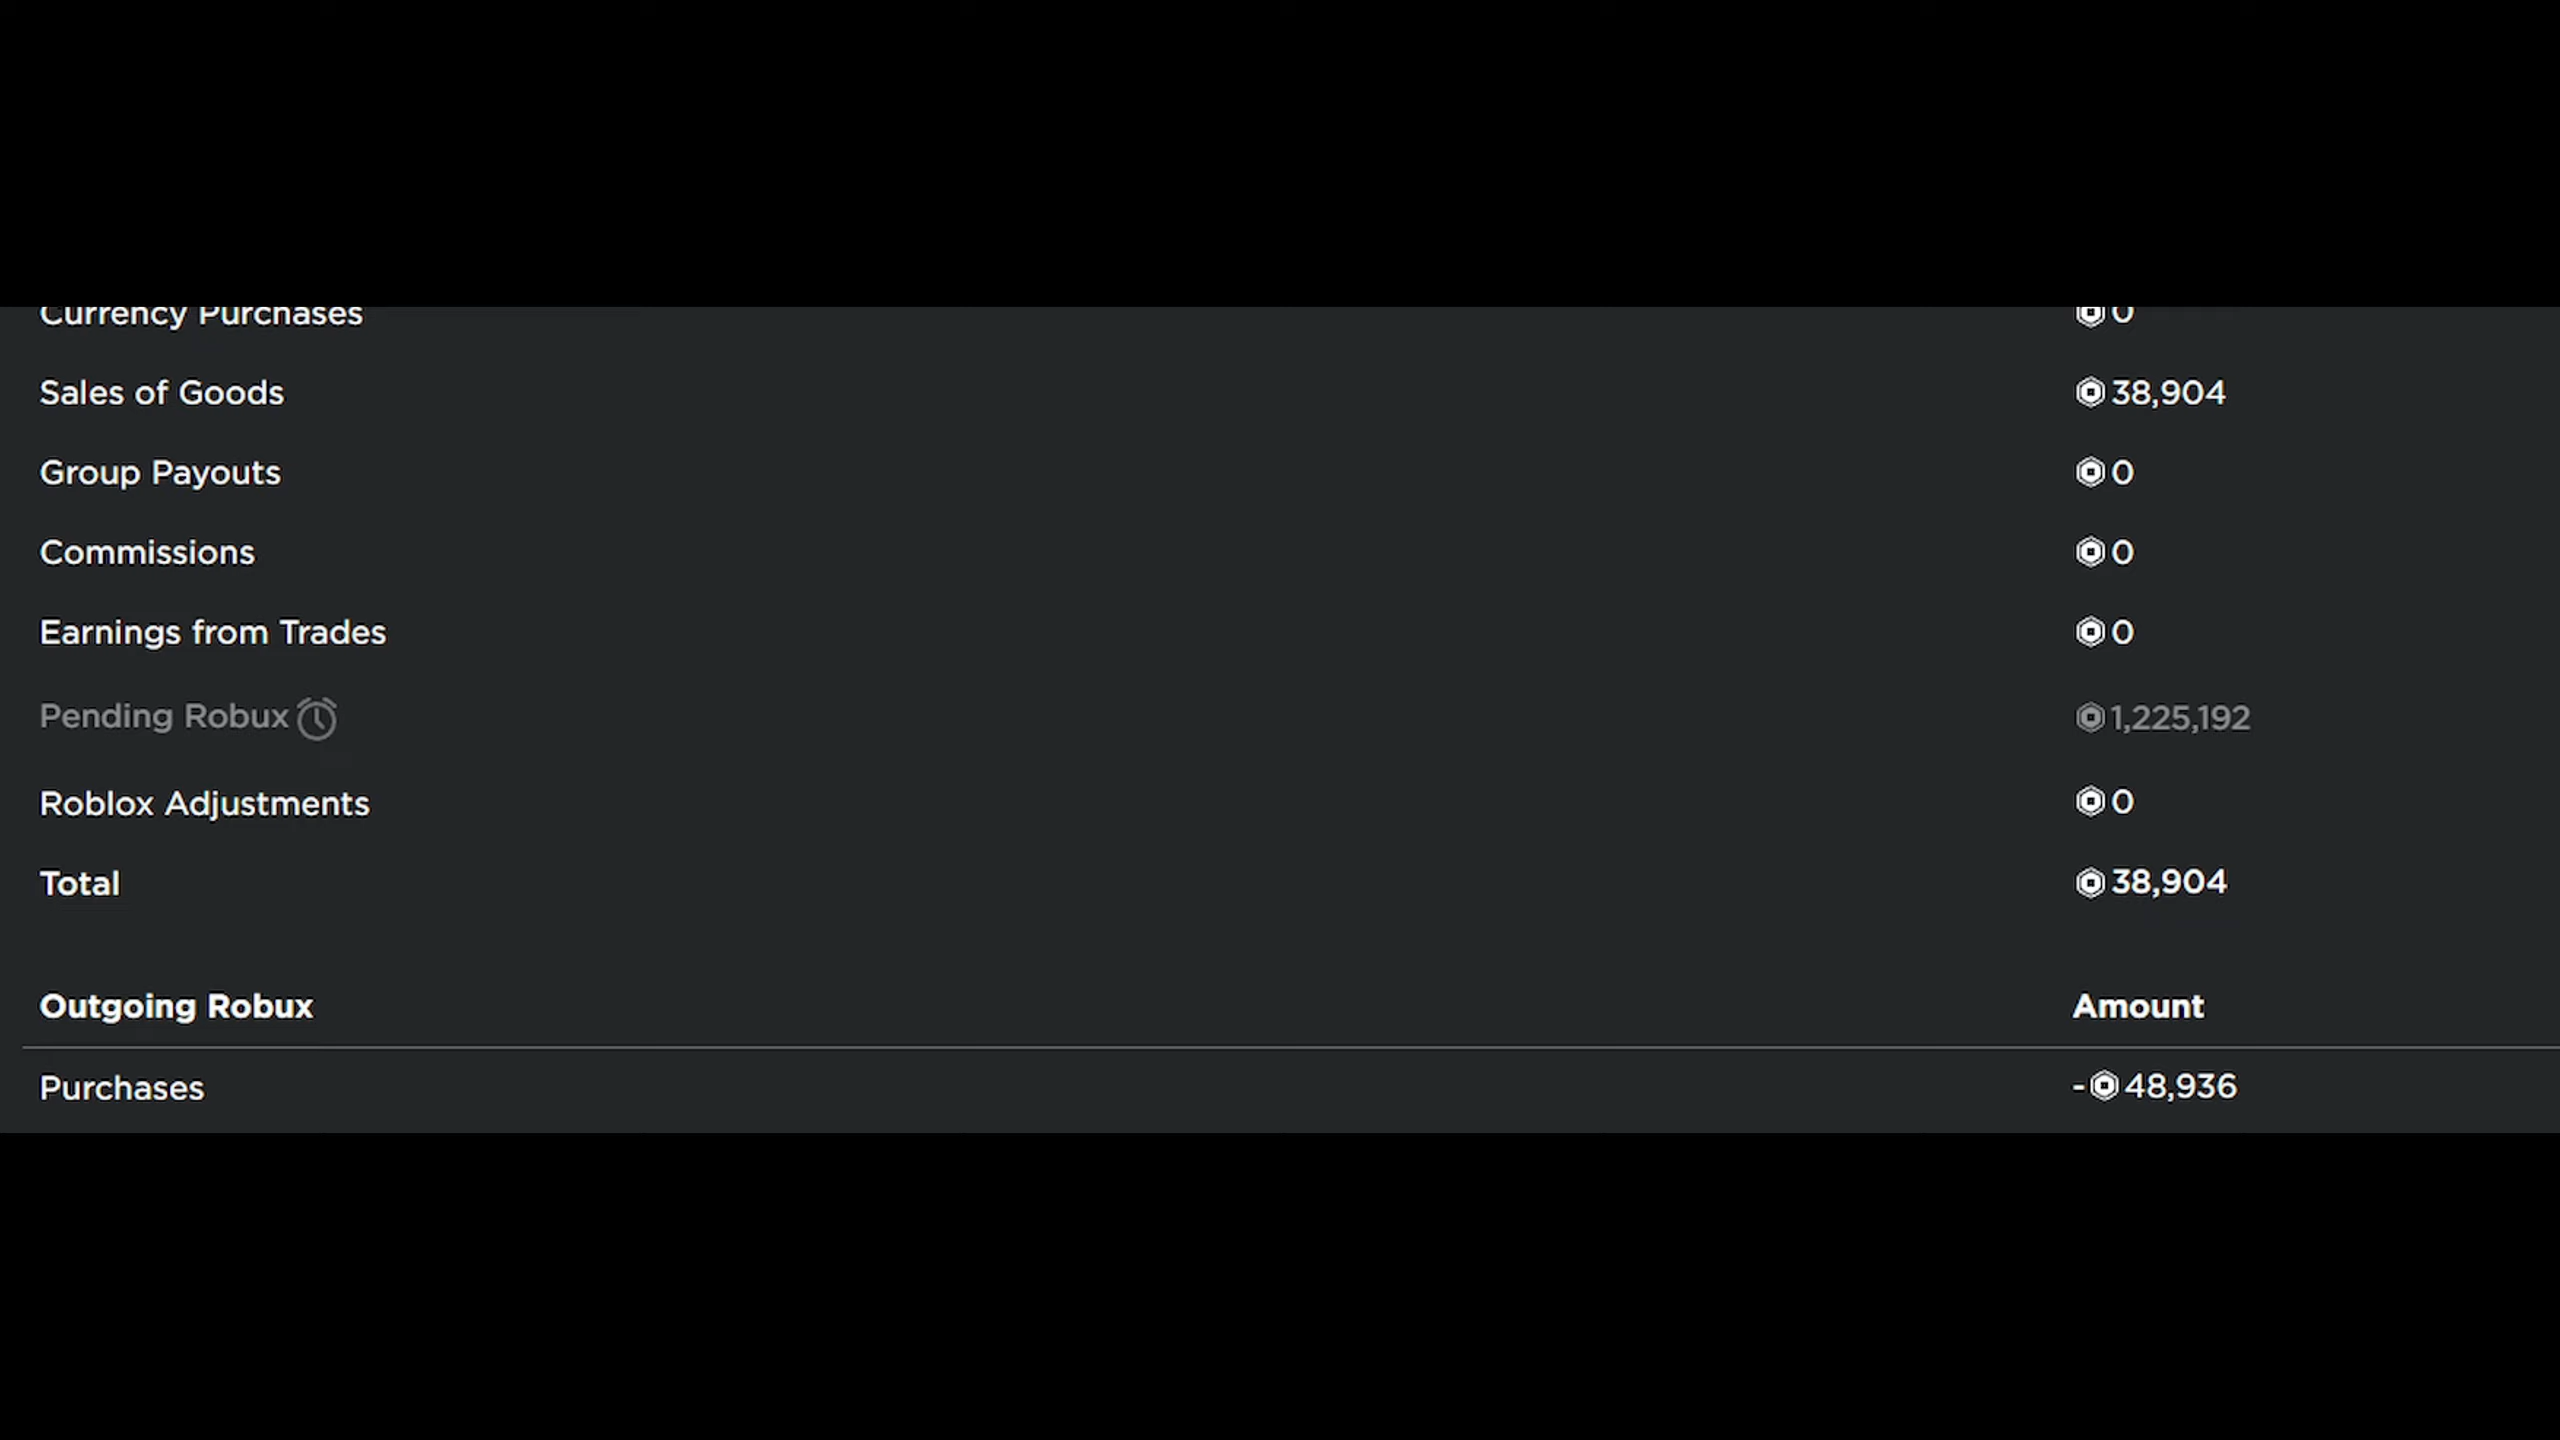 Currency Purchases 0
Sales of Goods 38,904
Group Payouts 0
Commissions 0
Earnings from Trades 0
Pending Robux 1,225,192
Roblox Adjustments 0
Total 38,904
Outgoing Robux Amount
Purchases -48,936